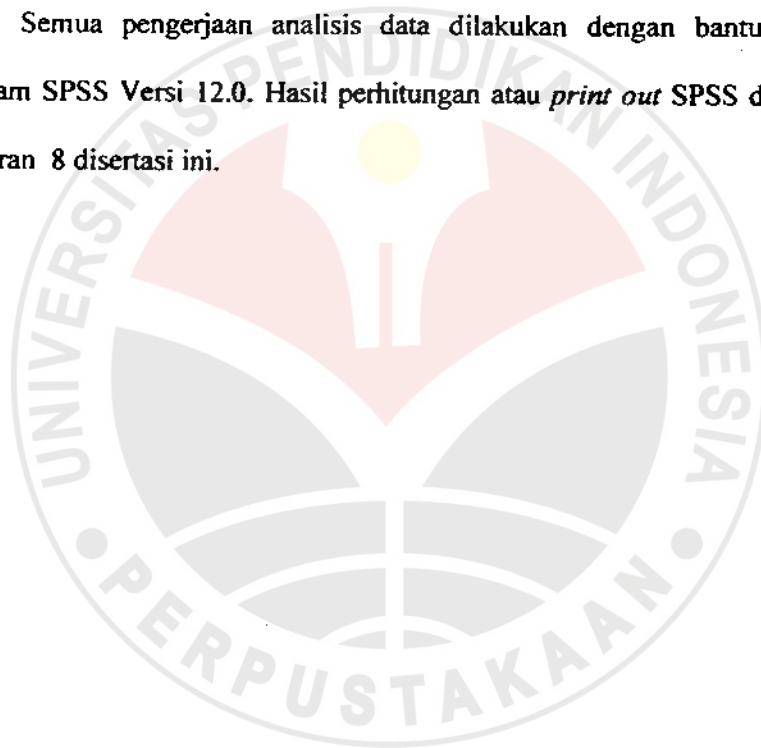 Semua pengerjaan analisis data dilakukan dengan bantu
am SPSS Versi 12.0. Hasil perhitungan atau print out SPSS d
ran 8 disertasi ini.
UNIVERSITAS PENDIDIKAN INDONESIA
PERPUSTAKAAN